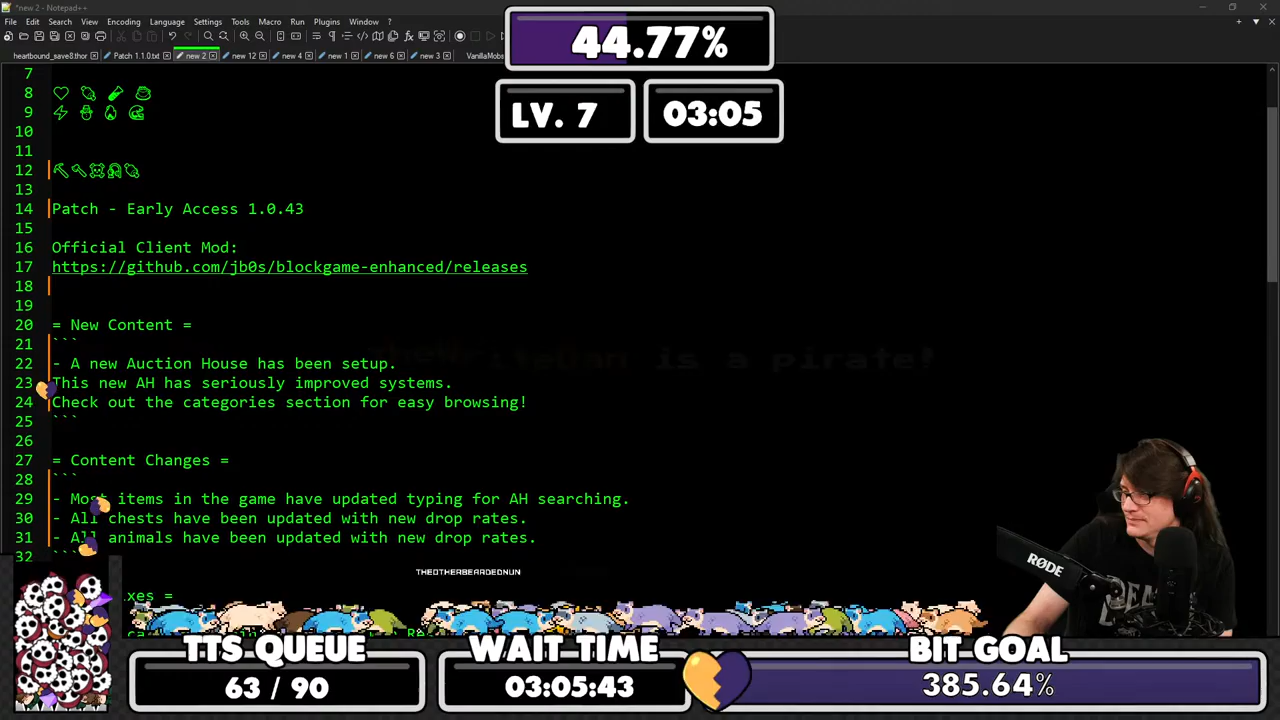 *new 2 - Notepad++
File Edit Search View Encoding Language Settings Tools Macro Run Plugins Window ?
heartbound_save8.thor Patch 1.1.0.txt new 2 new 12 new 4 new 1 new 6 new 3 VanillaMobs
44.77%
LV. 7 03:05
7
8
9
10
11
12
13
14 Patch - Early Access 1.0.43
15
16 Official Client Mod:
17 https://github.com/jb0s/blockgame-enhanced/releases
18
19
20 = New Content =
21 ```
22 - A new Auction House has been setup.
is a pirate!
23 This new AH has seriously improved systems.
24 Check out the categories section for easy browsing!
25 ```
26
27 = Content Changes =
28 ```
29 - Most items in the game have updated typing for AH searching.
30 - All chests have been updated with new drop rates.
31 - All animals have been updated with new drop rates.
32 ```
THEOTHERBEARDEDNUN
xes =
RØDE
TTS QUEUE
63 / 90
WAIT TIME
03:05:43
BIT GOAL
385.64%